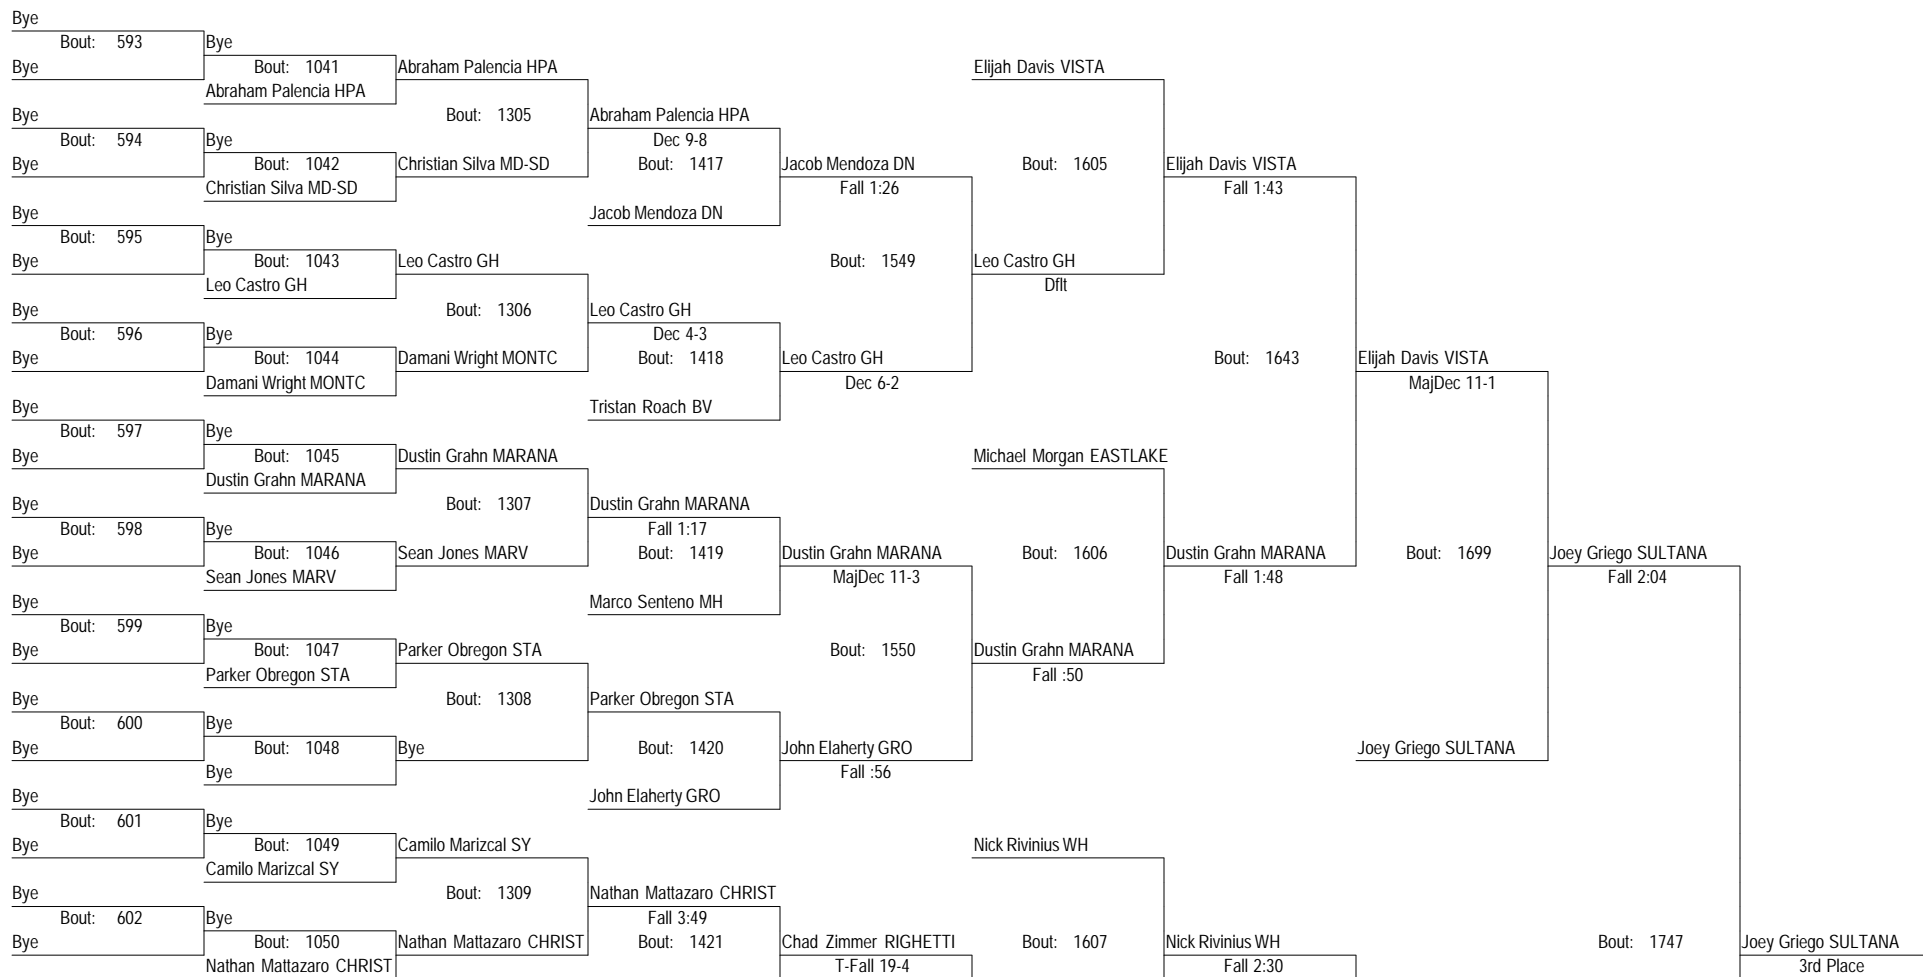 Bye
Bout: 593 Bye
Bye Bout: 1041 Abraham Palencia HPA Elijah Davis VISTA
Abraham Palencia HPA
Bye Bout: 1305 Abraham Palencia HPA
Bout: 594 Bye Dec 9-8
Bye Bout: 1042 Christian Silva MD-SD Bout: 1417 Jacob Mendoza DN Bout: 1605 Elijah Davis VISTA
Christian Silva MD-SD Fall 1:26 Fall 1:43
Bye Jacob Mendoza DN
Bout: 595 Bye
Bye Bout: 1043 Leo Castro GH Bout: 1549 Leo Castro GH
Leo Castro GH Dflt
Bye Bout: 1306 Leo Castro GH
Bout: 596 Bye Dec 4-3
Bye Bout: 1044 Damani Wright MONTC Bout: 1418 Leo Castro GH Bout: 1643 Elijah Davis VISTA
Damani Wright MONTC Dec 6-2 MajDec 11-1
Bye Tristan Roach BV
Bout: 597 Bye
Bye Bout: 1045 Dustin Grahn MARANA Michael Morgan EASTLAKE
Dustin Grahn MARANA
Bye Bout: 1307 Dustin Grahn MARANA
Bout: 598 Bye Fall 1:17
Bye Bout: 1046 Sean Jones MARV Bout: 1419 Dustin Grahn MARANA Bout: 1606 Dustin Grahn MARANA Bout: 1699 Joey Griego SULTANA
Sean Jones MARV MajDec 11-3 Fall 1:48 Fall 2:04
Bye Marco Senteno MH
Bout: 599 Bye
Bye Bout: 1047 Parker Obregon STA Bout: 1550 Dustin Grahn MARANA
Parker Obregon STA Fall :50
Bye Bout: 1308 Parker Obregon STA
Bout: 600 Bye
Bye Bout: 1048 Bye Bout: 1420 John Elaherty GRO Joey Griego SULTANA
Bye Fall :56
Bye John Elaherty GRO
Bout: 601 Bye
Bye Bout: 1049 Camilo Marizcal SY Nick Rivinius WH
Camilo Marizcal SY
Bye Bout: 1309 Nathan Mattazaro CHRIST
Bout: 602 Bye Fall 3:49
Bye Bout: 1050 Nathan Mattazaro CHRIST Bout: 1421 Chad Zimmer RIGHETTI Bout: 1607 Nick Rivinius WH Bout: 1747 Joey Griego SULTANA
Nathan Mattazaro CHRIST T-Fall 19-4 Fall 2:30 3rd Place